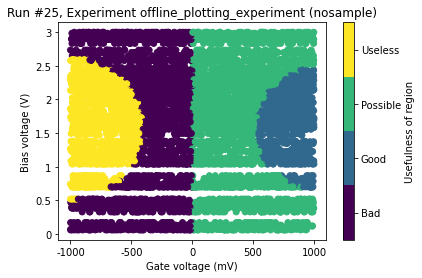 Run #25, Experiment offline_plotting_experiment (nosample)
3
2.5
2
1.5
1
0.5
0
-1000
-500
0
500
1000
Gate voltage (mV)
Bias voltage (V)
Useless
Possible
Good
Bad
Usefulness of region